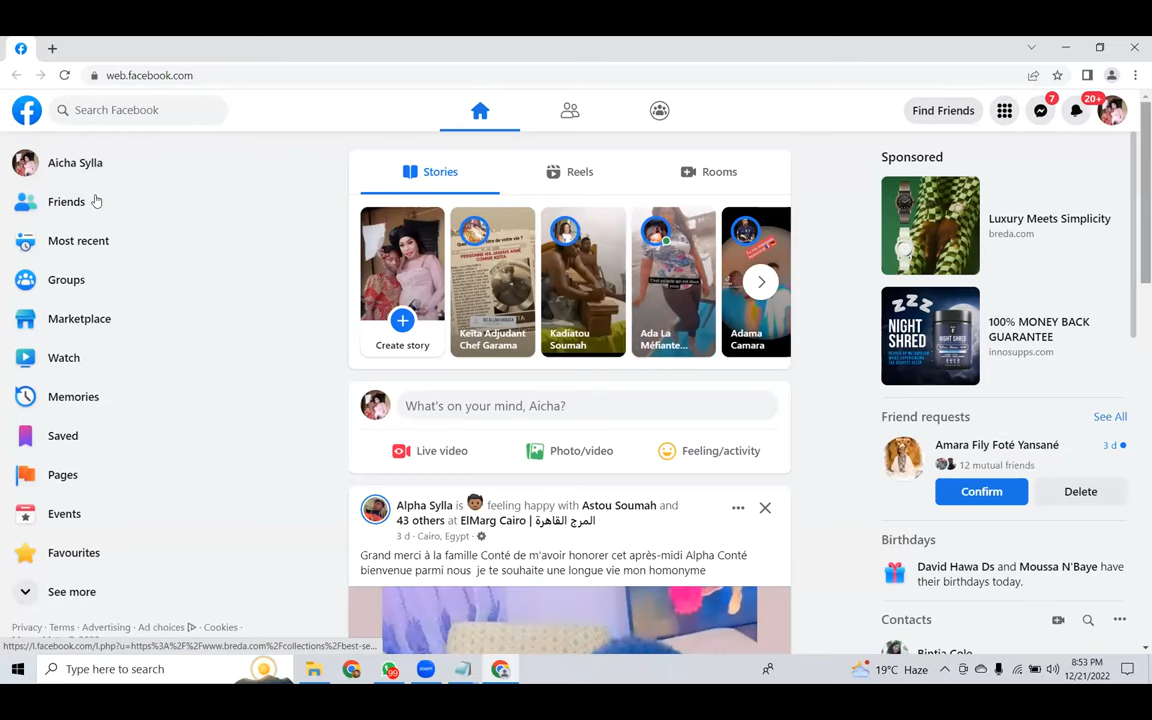 web.facebook.com
Search Facebook
Find Friends
7
20+
Aicha Sylla
Friends
Most recent
Groups
Marketplace
Watch
Memories
Saved
Pages
Events
Favourites
See more
Privacy · Terms · Advertising · Ad choices · Cookies ·
https://l.facebook.com/l.php?u=https%3A%2F%2Fwww.breda.com%2Fcollections%2Fbest-se...
Stories
Reels
Rooms
Create story
Keita Adjudant
Chef Garama
Kadiatou
Soumah
Ada La
Méfiante...
Adama
Camara
What's on your mind, Aicha?
Live video
Photo/video
Feeling/activity
Alpha Sylla is feeling happy with Astou Soumah and
43 others at ElMarg Cairo | المرج القاهرة
3 d · Cairo, Egypt ·
Grand merci à la famille Conté de m'avoir honorer cet après-midi Alpha Conté
bienvenue parmi nous je te souhaite une longue vie mon homonyme
Sponsored
Luxury Meets Simplicity
breda.com
ZZZ
NIGHT
SHRED
NIGHT
SHRED
100% MONEY BACK
GUARANTEE
innosupps.com
Friend requests
See All
Amara Fily Foté Yansané
3 d
12 mutual friends
Confirm
Delete
Birthdays
David Hawa Ds and Moussa N'Baye have
their birthdays today.
Contacts
Bintia Cole
Type here to search
99
zoom
19°C Haze
8:53 PM
12/21/2022